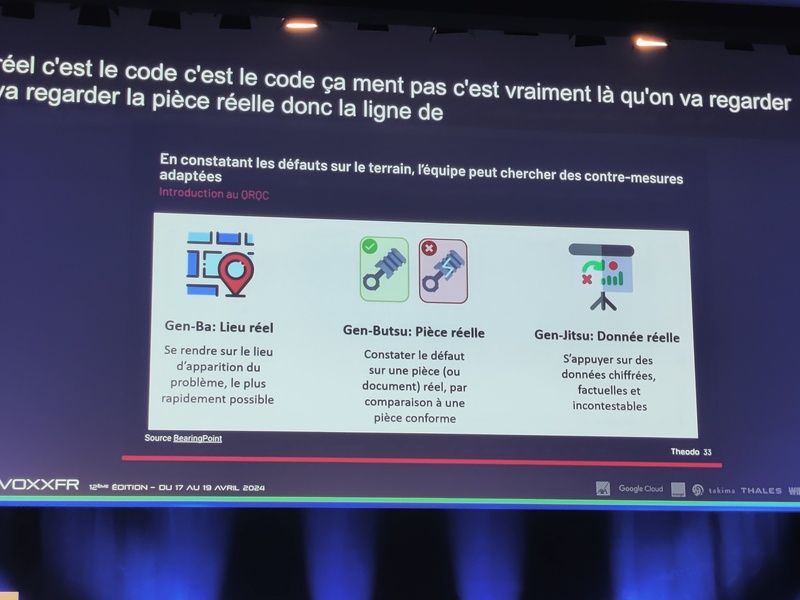 réel c'est le code c'est le code ça ment pas c'est vraiment là qu'on va regarder
va regarder la pièce réelle donc la ligne de
En constatant les défauts sur le terrain, l'équipe peut chercher des contre-mesures
adaptées
Introduction au QRQC
Gen-Ba: Lieu réel
Se rendre sur le lieu
d'apparition du
problème, le plus
rapidement possible
Gen-Butsu: Pièce réelle
Constater le défaut
sur une pièce (ou
document) réel, par
comparaison à une
pièce conforme
Gen-Jitsu: Donnée réelle
S'appuyer sur des
données chiffrées,
factuelles et
incontestables
Source BearingPoint
Theodo 33
VOXXFR 12ème ÉDITION - DU 17 AU 19 AVRIL 2024
Google Cloud takima THALES